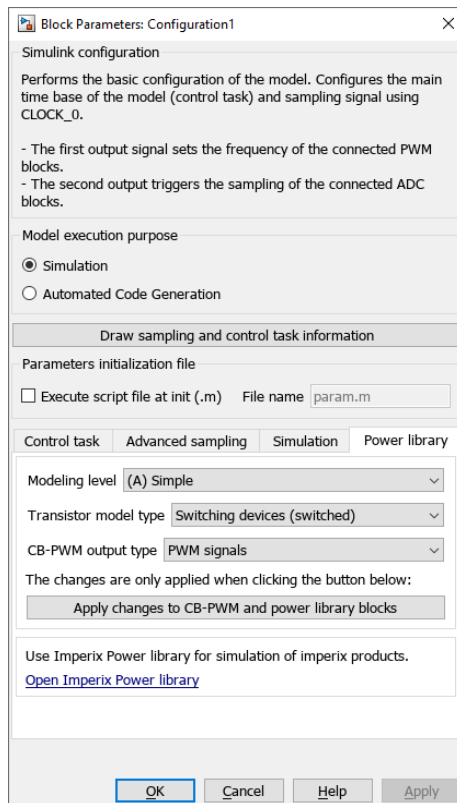 Block Parameters: Configuration1
Simulink configuration
Performs the basic configuration of the model. Configures the main
time base of the model (control task) and sampling signal using
CLOCK_0.
- The first output signal sets the frequency of the connected PWM
blocks.
- The second output triggers the sampling of the connected ADC
blocks.
Model execution purpose
Simulation
Automated Code Generation
Draw sampling and control task information
Parameters initialization file
Execute script file at init (.m) File name param.m
Control task Advanced sampling Simulation Power library
Modeling level (A) Simple
Transistor model type Switching devices (switched)
CB-PWM output type PWM signals
The changes are only applied when clicking the button below:
Apply changes to CB-PWM and power library blocks
Use Imperix Power library for simulation of imperix products.
Open Imperix Power library
OK Cancel Help Apply